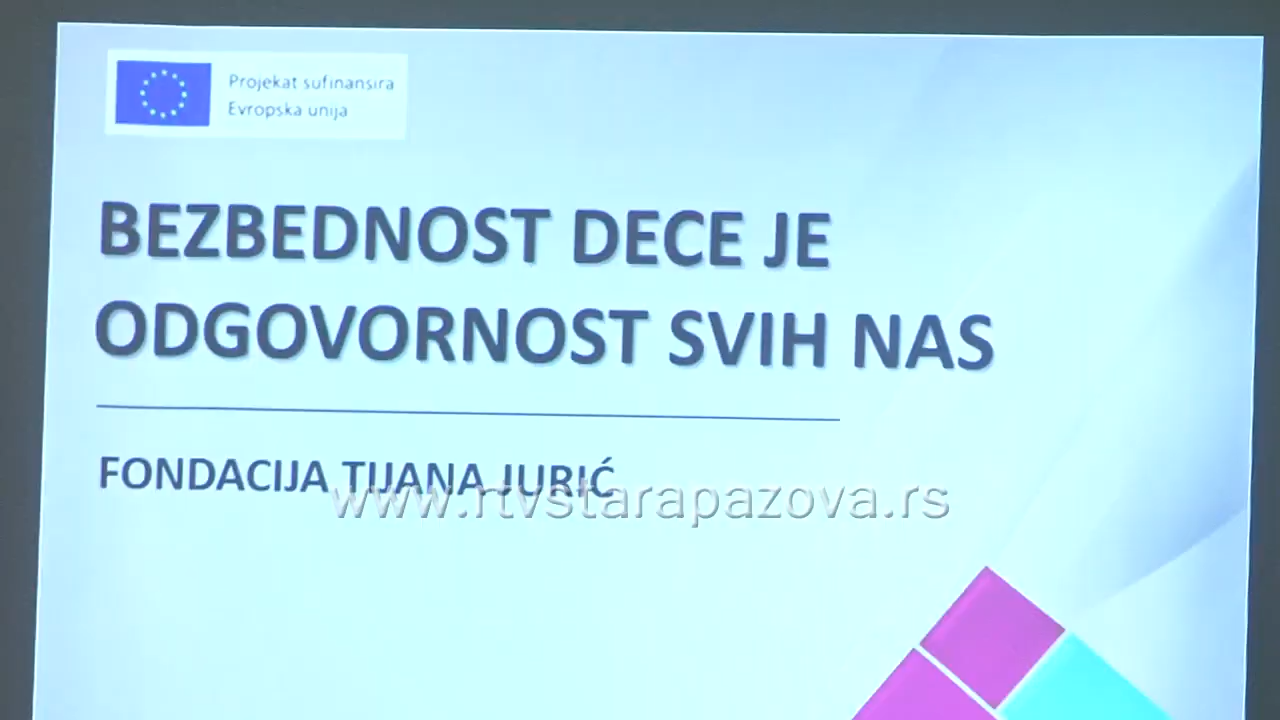 Projekat sufinansira
Evropska unija
BEZBEDNOST DECE JE
ODGOVORNOST SVIH NAS
FONDACIJA TIJANA JURIĆ
www.rtvstarapazova.rs